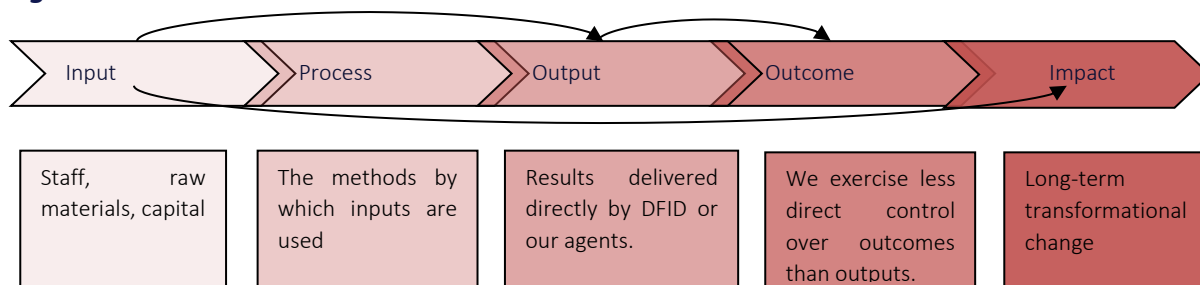 Input
Process
Output
Outcome
Impact
Staff, raw
materials, capital
The methods by
which inputs are
used
Results delivered
directly by DFID or
our agents.
We exercise less
direct control
over outcomes
than outputs.
Long-term
transformational
change